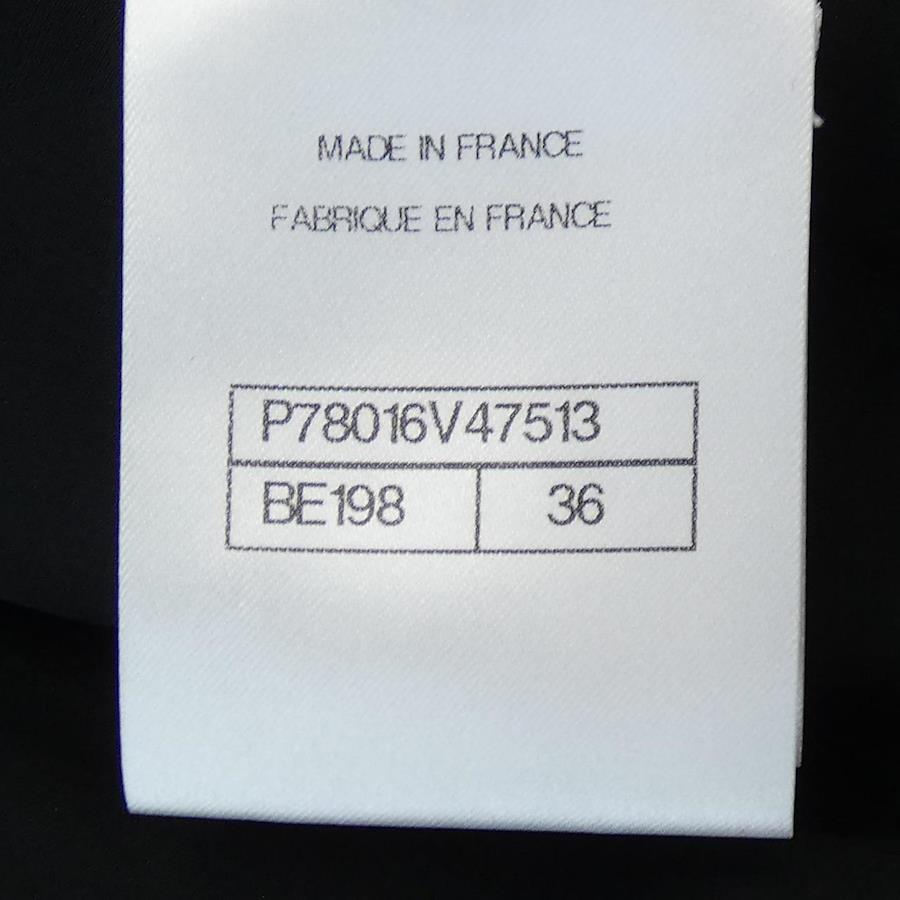 MADE IN FRANCE
FABRIQUE EN FRANCE
P78016V47513
BE198 36